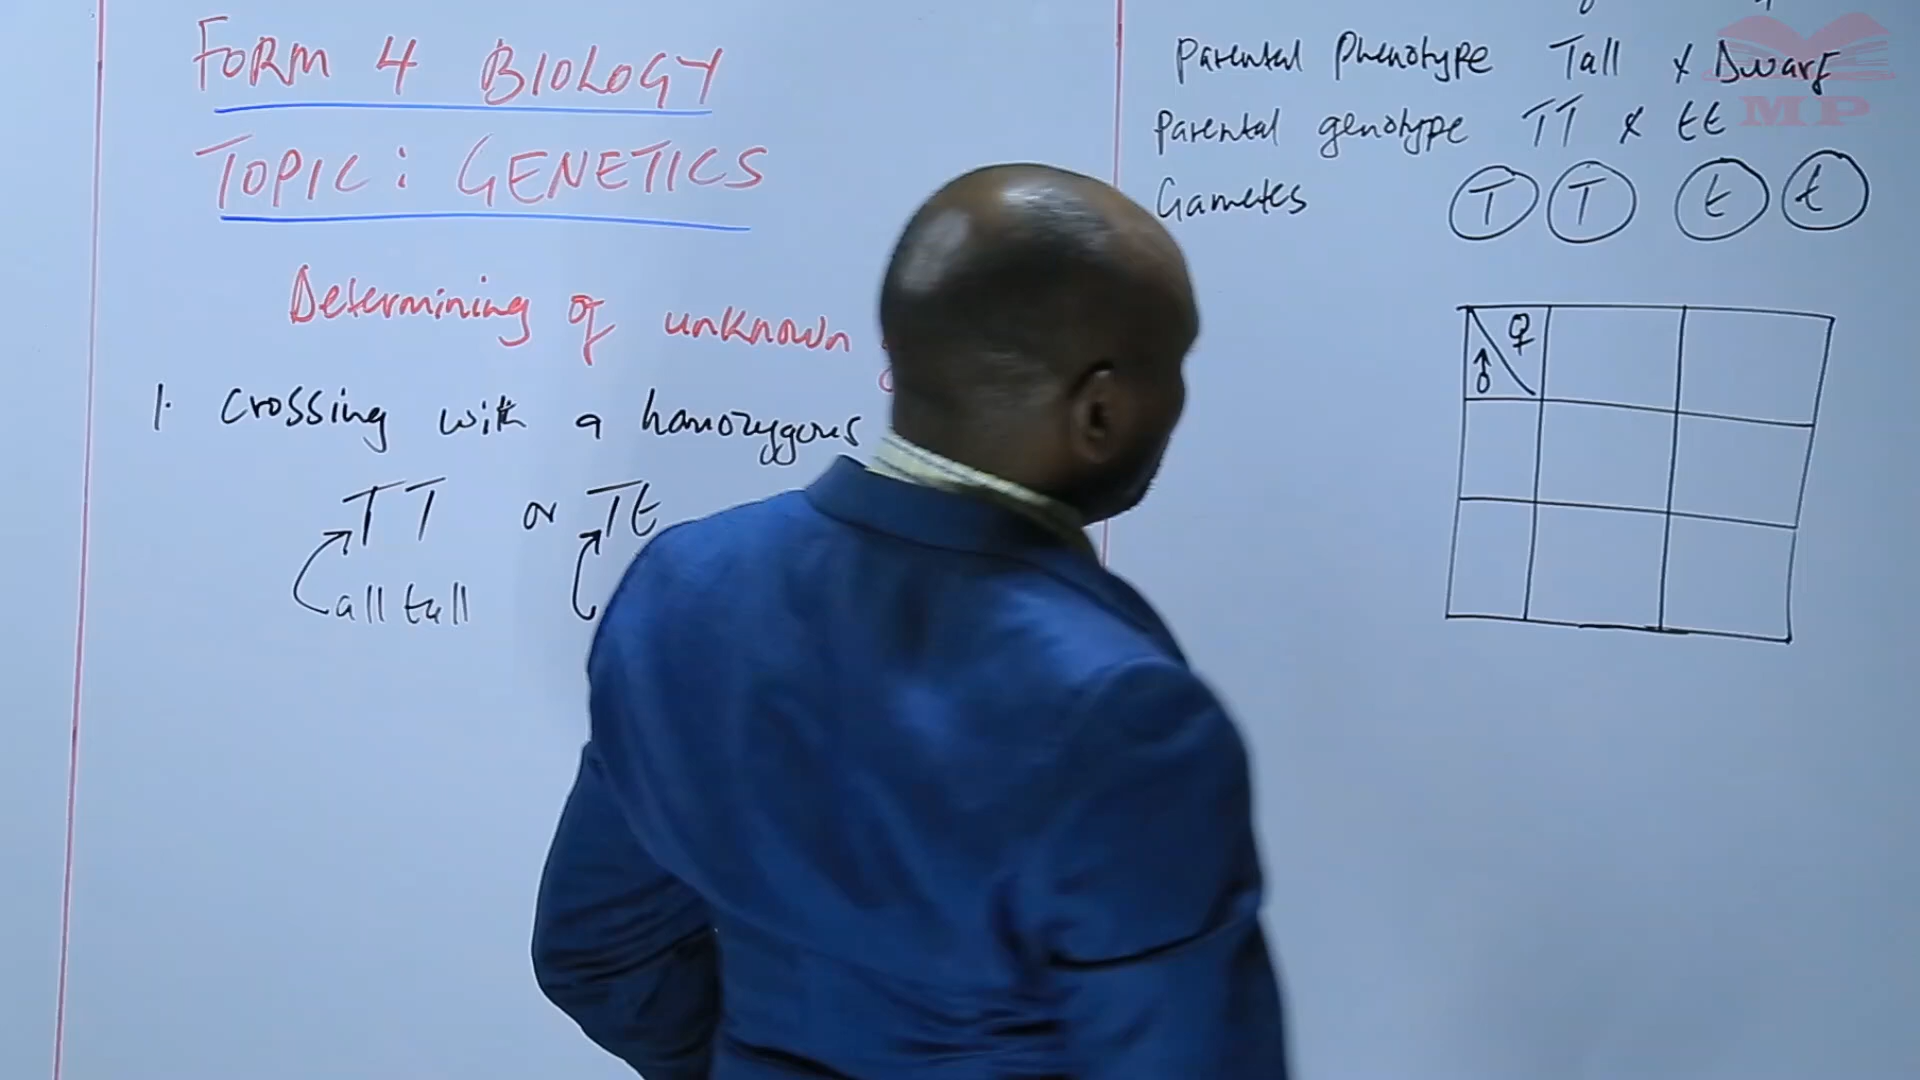 FORM 4 BIOLOGY
TOPIC: GENETICS
Determining of unknown
1. Crossing with a homozygous
TT or Tt
all tall
Parental Phenotype Tall x Dwarf
Parental genotype TT x tt
Gametes T T t t
♀
♂
MP